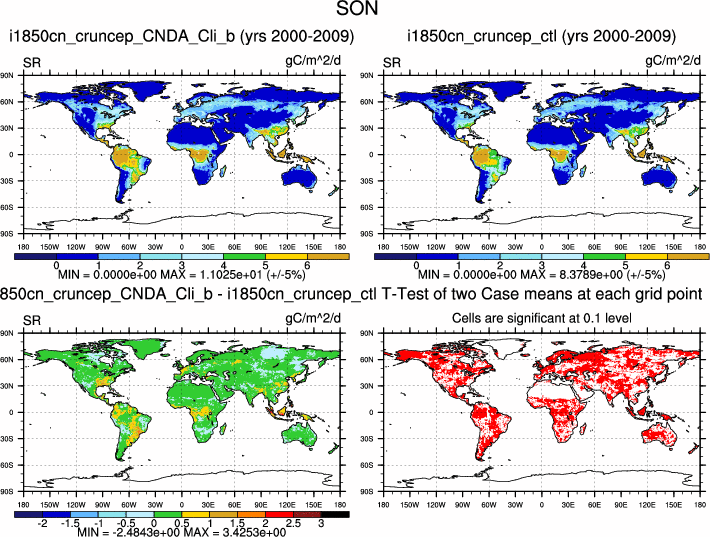 SON
i1850cn_cruncep_CNDA_Cli_b (yrs 2000-2009)
i1850cn_cruncep_ctl (yrs 2000-2009)
SR gC/m^2/d
SR gC/m^2/d
90N
60N
30N
0
30S
60S
90S
180 150W 120W 90W 60W 30W 0 30E 60E 90E 120E 150E 180
0 1 2 3 4 5 6
MIN = 0.0000e+00 MAX = 1.1025e+01 (+/-5%)
90N
60N
30N
0
30S
60S
90S
180 150W 120W 90W 60W 30W 0 30E 60E 90E 120E 150E 180
0 1 2 3 4 5 6
MIN = 0.0000e+00 MAX = 8.3789e+00 (+/-5%)
850cn_cruncep_CNDA_Cli_b - i1850cn_cruncep_ctl
T-Test of two Case means at each grid point
SR gC/m^2/d
Cells are significant at 0.1 level
90N
60N
30N
0
30S
60S
90S
180 150W 120W 90W 60W 30W 0 30E 60E 90E 120E 150E 180
-2 -1.5 -1 -0.5 0 0.5 1 1.5 2 2.5 3
MIN = -2.4843e+00 MAX = 3.4253e+00
90N
60N
30N
0
30S
60S
90S
180 150W 120W 90W 60W 30W 0 30E 60E 90E 120E 150E 180